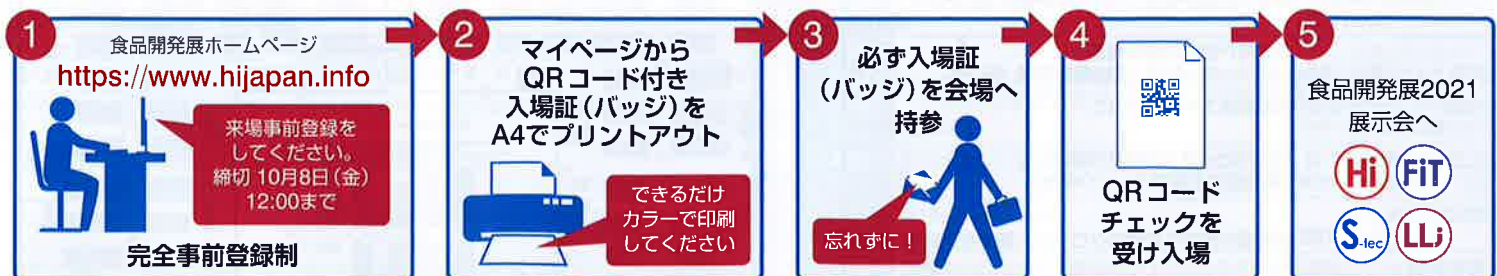 1
食品開発展ホームページ
https://www.hijapan.info
来場事前登録を
してください。
締切 10月8日(金)
12:00まで
完全事前登録制
2
マイページから
QRコード付き
入場証(バッジ)を
A4でプリントアウト
できるだけ
カラーで印刷
してください
3
必ず入場証
(バッジ)を会場へ
持参
忘れずに!
4
QRコード
チェックを
受け入場
5
食品開発展2021
展示会へ
Hi
FiT
S-tec
LLi